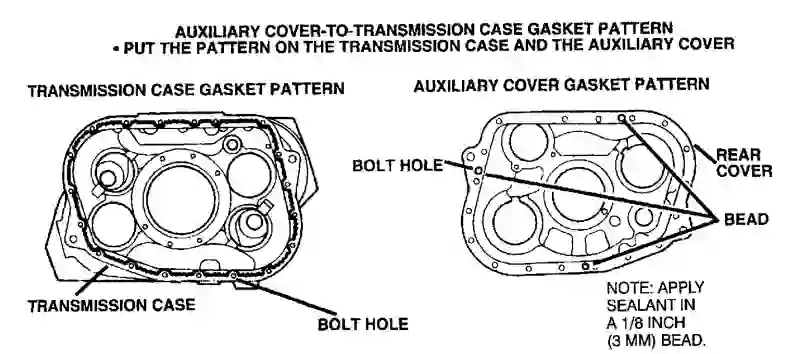 AUXILIARY COVER-TO-TRANSMISSION CASE GASKET PATTERN
• PUT THE PATTERN ON THE TRANSMISSION CASE AND THE AUXILIARY COVER
TRANSMISSION CASE GASKET PATTERN
AUXILIARY COVER GASKET PATTERN
BOLT HOLE
REAR
COVER
BEAD
TRANSMISSION CASE
BOLT HOLE
NOTE: APPLY
SEALANT IN
A 1/8 INCH
(3 MM) BEAD.